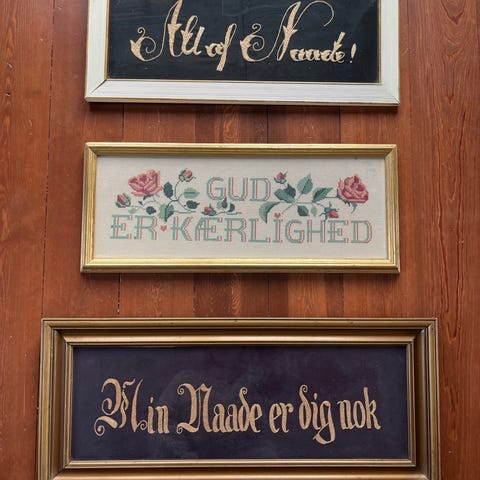 Alt af Naade!
GUD
ER KÆRLIGHED
Min Naade er dig nok